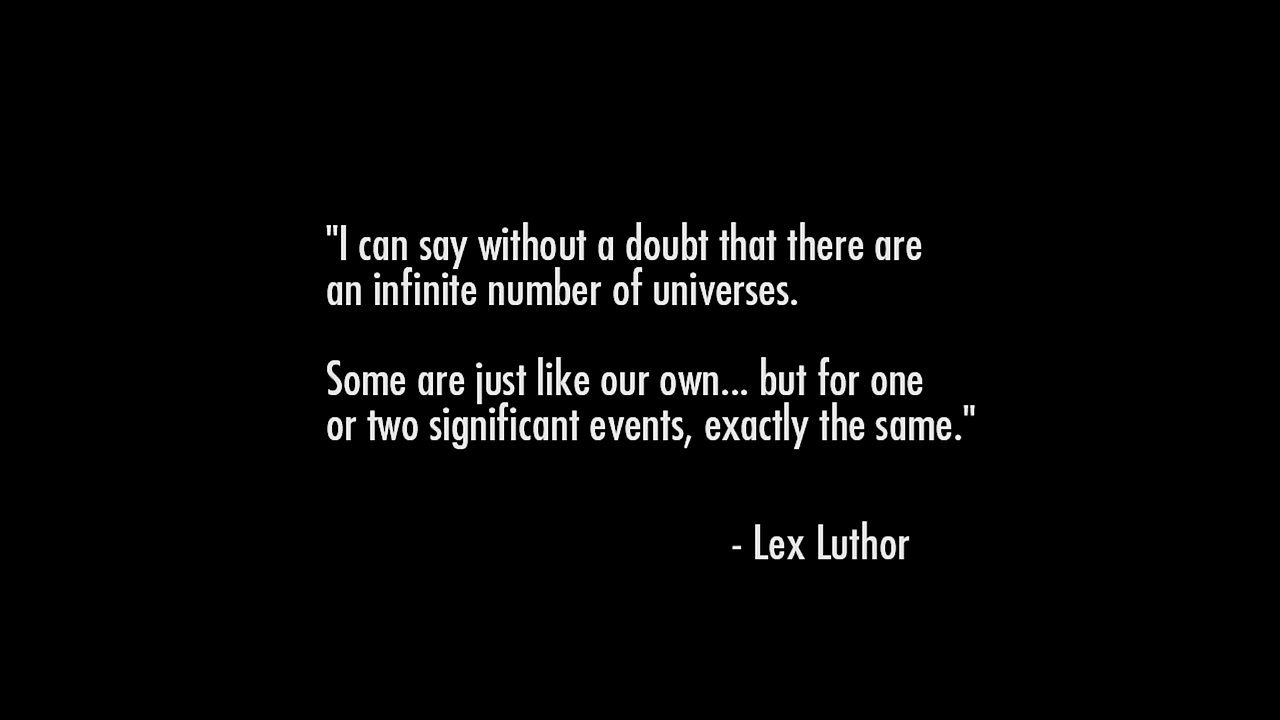 "I can say without a doubt that there are
an infinite number of universes.
Some are just like our own... but for one
or two significant events, exactly the same."
- Lex Luthor